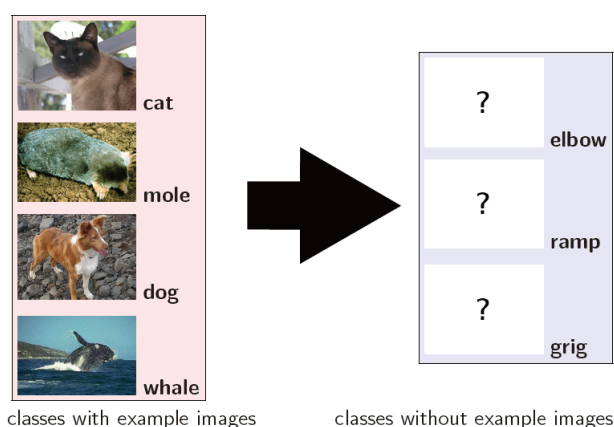 cat
mole
dog
whale
classes with example images
?
elbow
?
ramp
?
grig
classes without example images